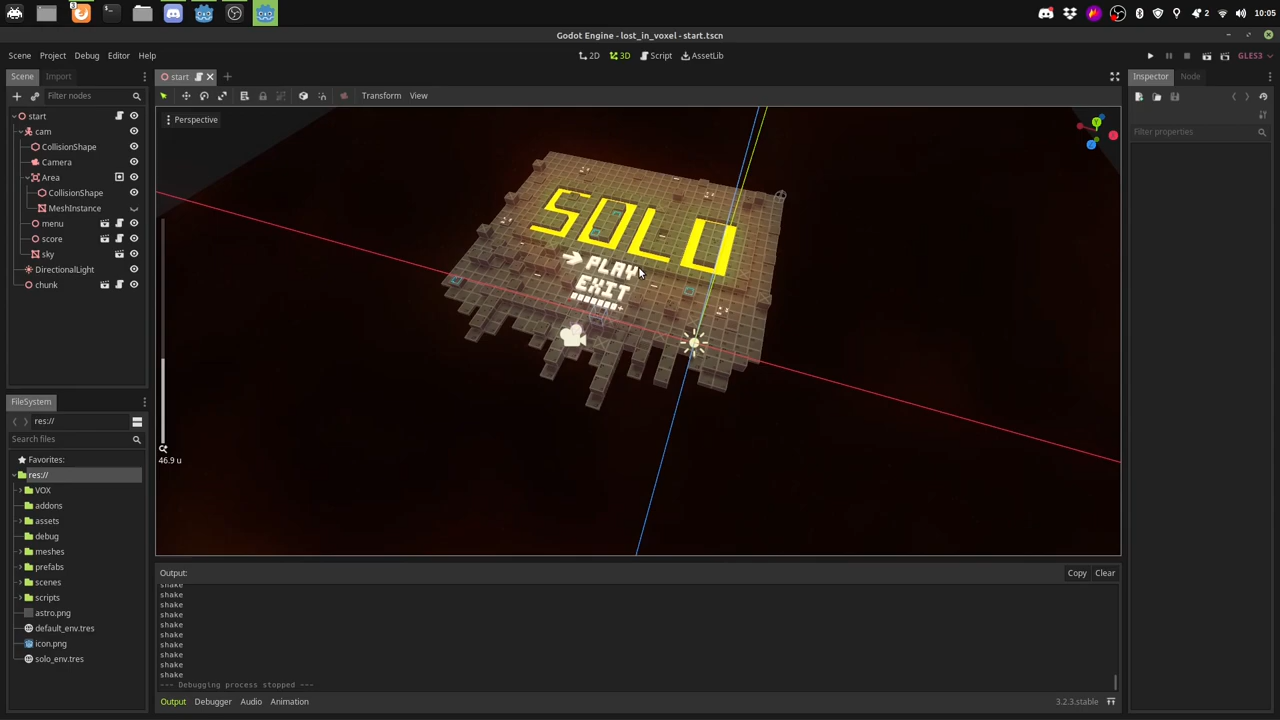 3
2
10:05
Godot Engine - lost_in_voxel - start.tscn
Scene Project Debug Editor Help
2D 3D Script AssetLib
GLES3
Scene Import
start
Inspector Node
Filter nodes
Transform View
start
Perspective
Filter properties
cam
CollisionShape
Camera
Area
CollisionShape
MeshInstance
menu
score
sky
DirectionalLight
chunk
Y
SOLO
PLAY
EXIT
46.9 u
FileSystem
res://
Search files
Favorites:
res://
VOX
addons
assets
debug
meshes
prefabs
scenes
scripts
astro.png
default_env.tres
icon.png
solo_env.tres
Output:
Copy Clear
shake
shake
shake
shake
shake
shake
shake
shake
shake
shake
--- Debugging process stopped ---
Output Debugger Audio Animation
3.2.3.stable